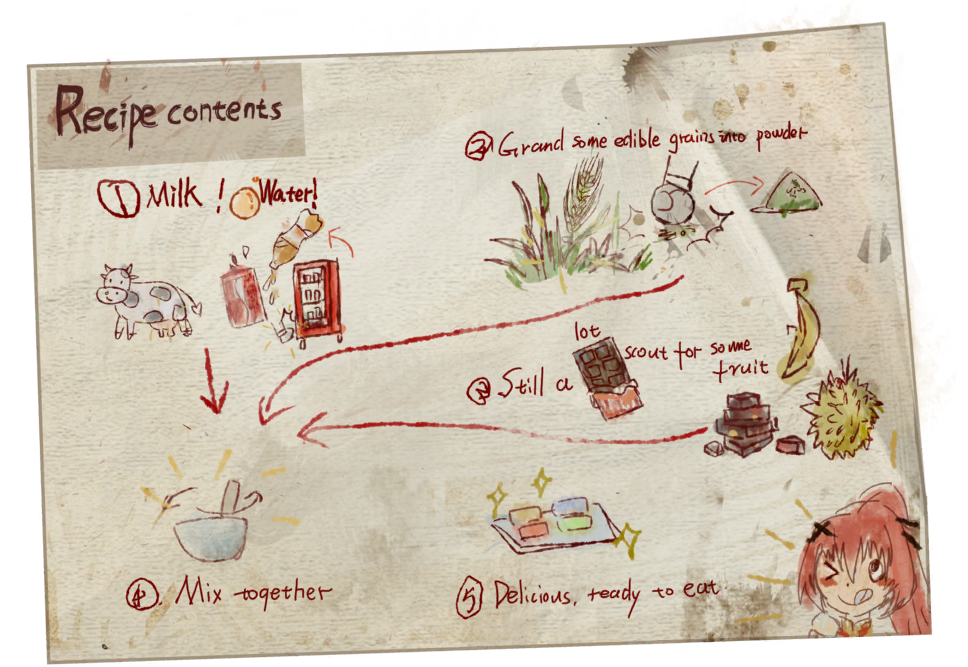 Recipe contents
① Milk! Water!
② Grand some edible grains into powder
③ Still a lot scout for some fruit
④. Mix together
⑤ Delicious, ready to eat